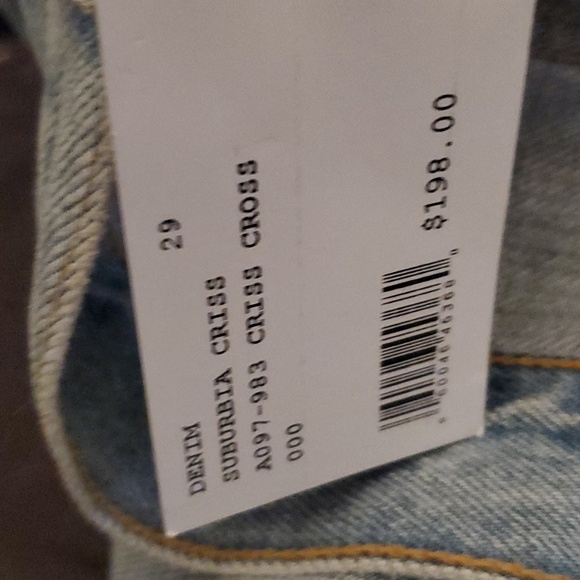 29
DENIM
SUBURBIA CRISS
A097-983 CRISS CROSS
000
$198.00